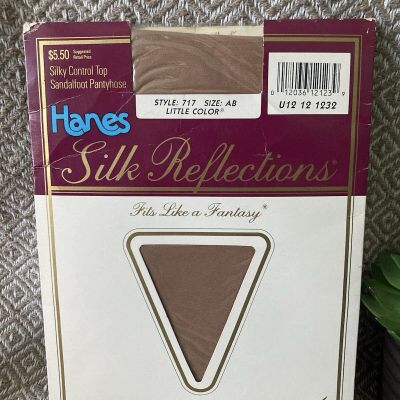 $5.50 Suggested
Retail Price
Silky Control Top
Sandalfoot Pantyhose
STYLE: 717 SIZE: AB
LITTLE COLOR®
0 12036 12123 9
U12 12 1232
Hanes
Silk Reflections®
Fits Like a Fantasy®